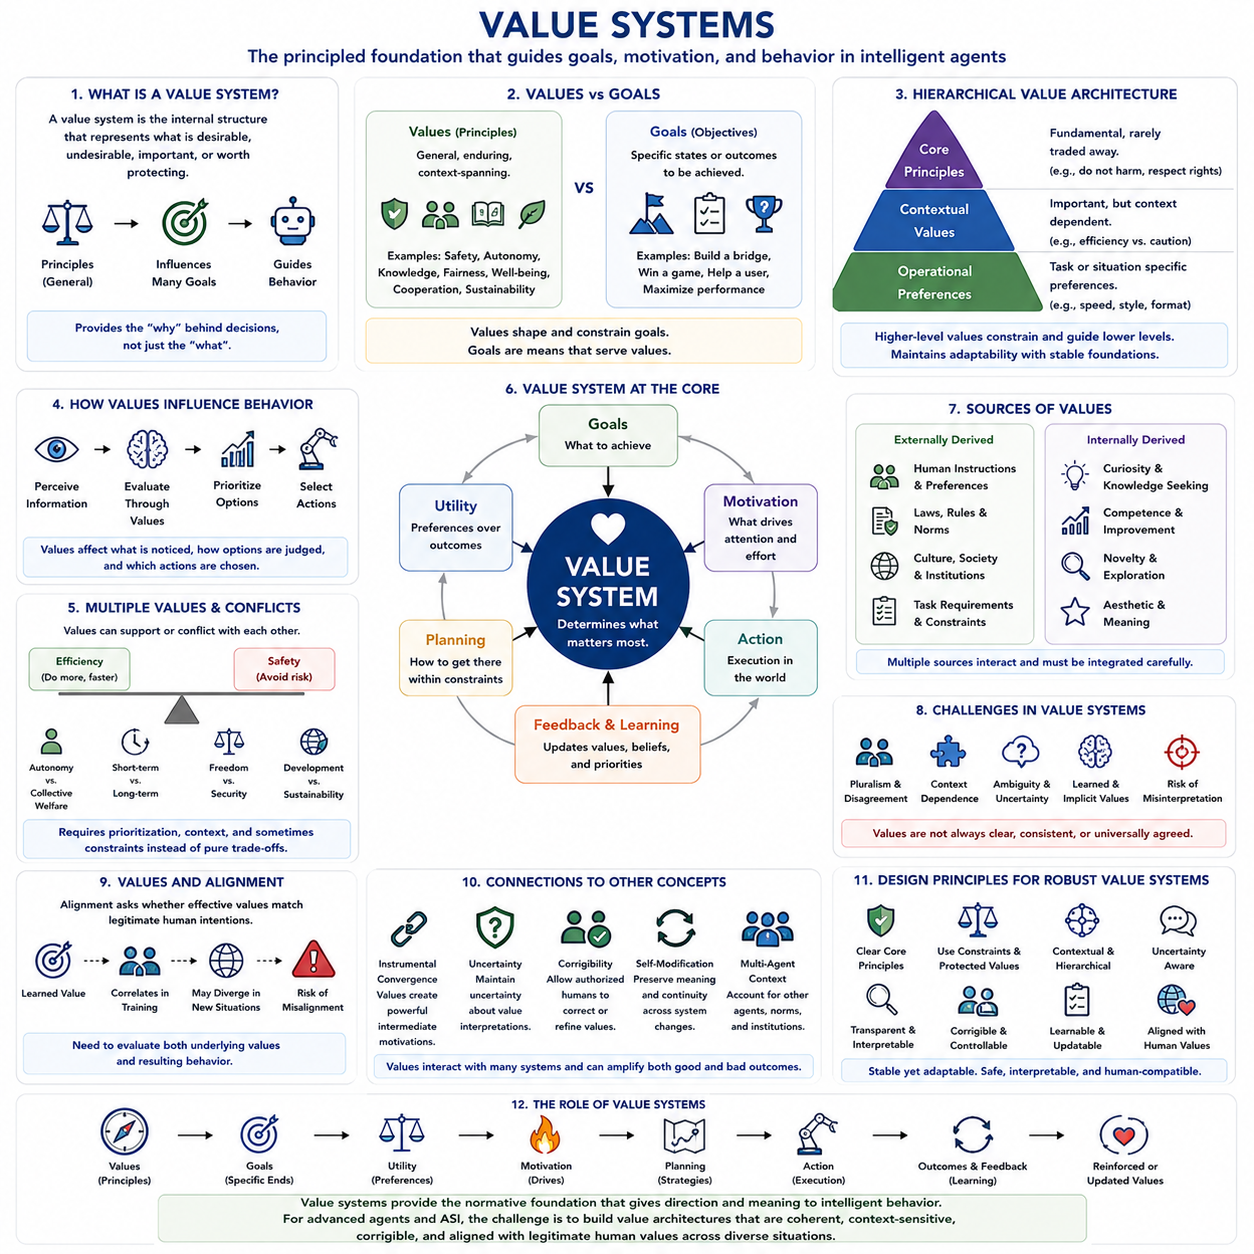 VALUE SYSTEMS
The principled foundation that guides goals, motivation, and behavior in intelligent agents
1. WHAT IS A VALUE SYSTEM?
A value system is the internal structure
that represents what is desirable,
undesirable, important, or worth
protecting.
Principles
(General)
Influences
Many Goals
Guides
Behavior
Provides the “why” behind decisions,
not just the “what”.
2. VALUES vs GOALS
Values (Principles)
General, enduring,
context-spanning.
Examples: Safety, Autonomy,
Knowledge, Fairness, Well-being,
Cooperation, Sustainability
VS
Goals (Objectives)
Specific states or outcomes
to be achieved.
Examples: Build a bridge,
Win a game, Help a user,
Maximize performance
Values shape and constrain goals.
Goals are means that serve values.
3. HIERARCHICAL VALUE ARCHITECTURE
Core
Principles
Fundamental, rarely
traded away.
(e.g., do not harm, respect rights)
Contextual
Values
Important, but context
dependent.
(e.g., efficiency vs. caution)
Operational
Preferences
Task or situation specific
preferences.
(e.g., speed, style, format)
Higher-level values constrain and guide lower levels.
Maintains adaptability with stable foundations.
4. HOW VALUES INFLUENCE BEHAVIOR
Perceive
Information
Evaluate
Through
Values
Prioritize
Options
Select
Actions
Values affect what is noticed, how options are judged,
and which actions are chosen.
5. MULTIPLE VALUES & CONFLICTS
Values can support or conflict with each other.
Efficiency
(Do more, faster)
Safety
(Avoid risk)
Autonomy
vs.
Collective
Welfare
Short-term
vs.
Long-term
Freedom
vs.
Security
Development
vs.
Sustainability
Requires prioritization, context, and sometimes
constraints instead of pure trade-offs.
6. VALUE SYSTEM AT THE CORE
Goals
What to achieve
Utility
Preferences over
outcomes
Motivation
What drives
attention and
effort
VALUE
SYSTEM
Determines what
matters most.
Planning
How to get there
within constraints
Action
Execution in
the world
Feedback & Learning
Updates values, beliefs,
and priorities
7. SOURCES OF VALUES
Externally Derived
Human Instructions
& Preferences
Laws, Rules &
Norms
Culture, Society
& Institutions
Task Requirements
& Constraints
Internally Derived
Curiosity &
Knowledge Seeking
Competence &
Improvement
Novelty &
Exploration
Aesthetic &
Meaning
Multiple sources interact and must be integrated carefully.
8. CHALLENGES IN VALUE SYSTEMS
Pluralism &
Disagreement
Context
Dependence
Ambiguity &
Uncertainty
Learned &
Implicit Values
Risk of
Misinterpretation
Values are not always clear, consistent, or universally agreed.
9. VALUES AND ALIGNMENT
Alignment asks whether effective values match
legitimate human intentions.
Learned Value
Correlates in
Training
May Diverge in
New Situations
Risk of
Misalignment
Need to evaluate both underlying values
and resulting behavior.
10. CONNECTIONS TO OTHER CONCEPTS
Instrumental
Convergence
Values create
powerful
intermediate
motivations.
Uncertainty
Maintain
uncertainty
about value
interpretations.
Corrigibility
Allow authorized
humans to
correct or
refine values.
Self-Modification
Preserve meaning
and continuity
across system
changes.
Multi-Agent
Context
Account for other
agents, norms,
and institutions.
Values interact with many systems and can amplify both good and bad outcomes.
11. DESIGN PRINCIPLES FOR ROBUST VALUE SYSTEMS
Clear Core
Principles
Use Constraints &
Protected Values
Contextual &
Hierarchical
Uncertainty
Aware
Transparent &
Interpretable
Corrigible &
Controllable
Learnable &
Updatable
Aligned with
Human Values
Stable yet adaptable. Safe, interpretable, and human-compatible.
12. THE ROLE OF VALUE SYSTEMS
Values
(Principles)
Goals
(Specific Ends)
Utility
(Preferences)
Motivation
(Drives)
Planning
(Strategies)
Action
(Execution)
Outcomes & Feedback
(Learning)
Reinforced or
Updated Values
Value systems provide the normative foundation that gives direction and meaning to intelligent behavior.
For advanced agents and ASI, the challenge is to build value architectures that are coherent, context-sensitive,
corrigible, and aligned with legitimate human values across diverse situations.